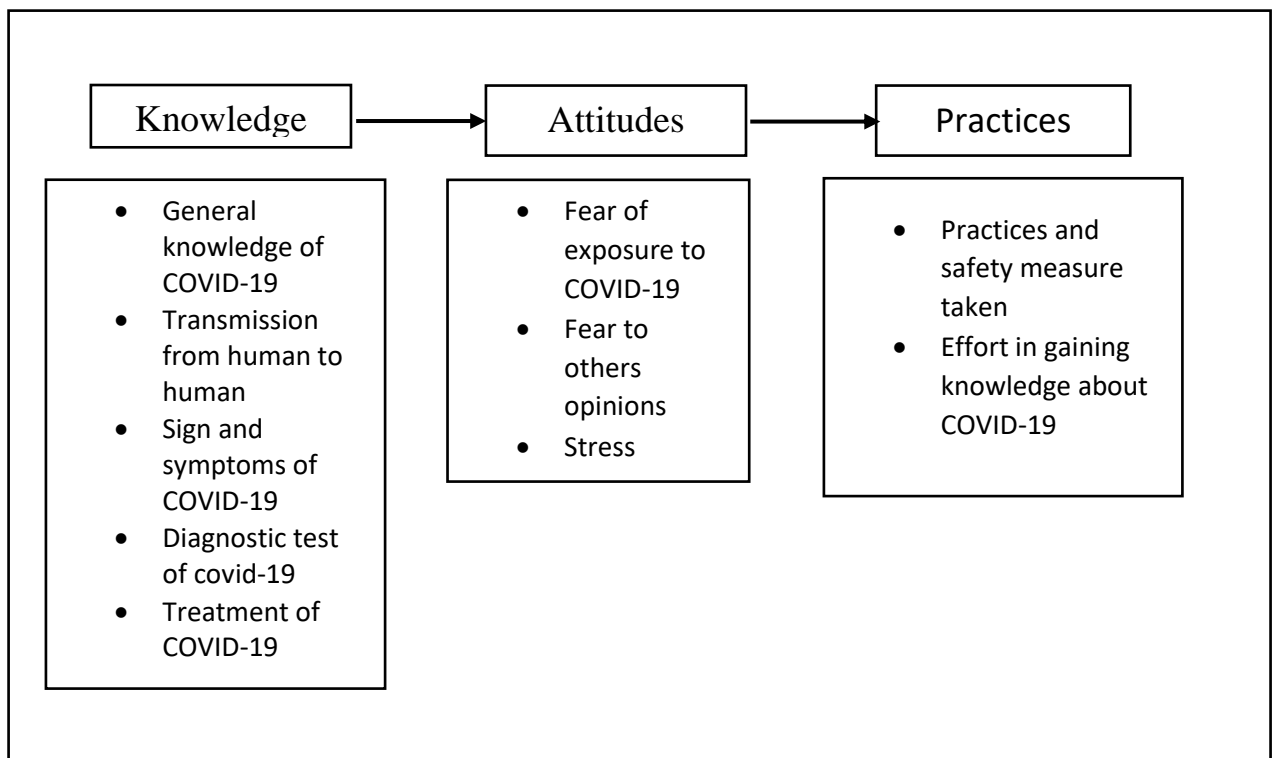 Knowledge
Attitudes
Practices
• General
knowledge of
COVID-19
• Transmission
from human to
human
• Sign and
symptoms of
COVID-19
• Diagnostic test
of covid-19
• Treatment of
COVID-19
• Fear of
exposure to
COVID-19
• Fear to
others
opinions
• Stress
• Practices and
safety measure
taken
• Effort in gaining
knowledge about
COVID-19